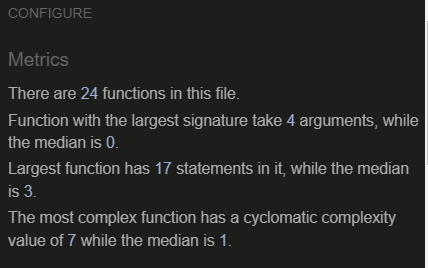 CONFIGURE
Metrics
There are 24 functions in this file.
Function with the largest signature take 4 arguments, while
the median is 0.
Largest function has 17 statements in it, while the median
is 3.
The most complex function has a cyclomatic complexity
value of 7 while the median is 1.